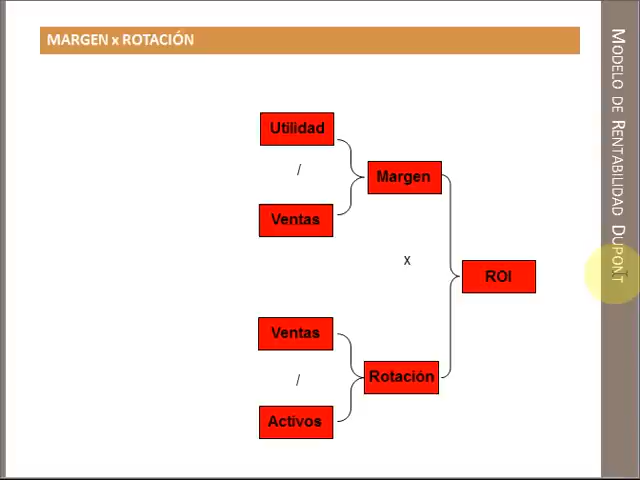 MARGEN x ROTACIÓN
Utilidad
/
Ventas
Margen
x
ROI
Ventas
/
Activos
Rotación
MODELO DE RENTABILIDAD DUPONT